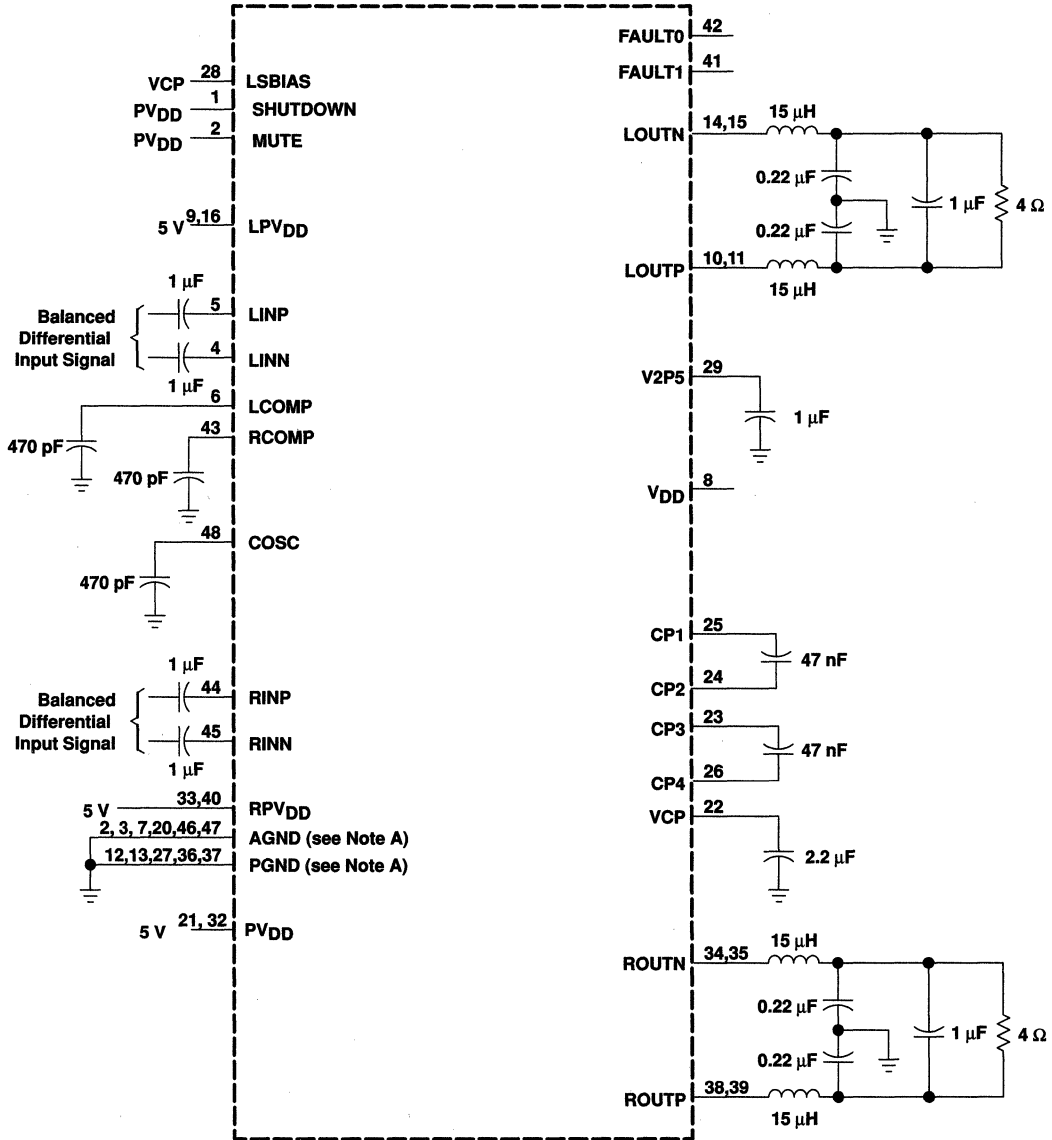 FAULT0 42
FAULT1 41
VCP 28 LSBIAS
PVDD 1 SHUTDOWN
PVDD 2 MUTE
LOUTN 14,15 15 μH
0.22 μF
0.22 μF
1 μF
4 Ω
LOUTP 10,11
15 μH
5 V 9,16 LPVDD
1 μF
Balanced
Differential
Input Signal
5 LINP
4 LINN
1 μF
6 LCOMP
470 pF
43 RCOMP
470 pF
48 COSC
470 pF
V2P5 29
1 μF
VDD 8
CP1 25
47 nF
CP2 24
CP3 23
47 nF
CP4 26
VCP 22
2.2 μF
1 μF
Balanced
Differential
Input Signal
44 RINP
45 RINN
1 μF
5 V 33,40 RPVDD
2, 3, 7,20,46,47 AGND (see Note A)
12,13,27,36,37 PGND (see Note A)
5 V 21, 32 PVDD
ROUTN 34,35 15 μH
0.22 μF
0.22 μF
1 μF
4 Ω
ROUTP 38,39
15 μH